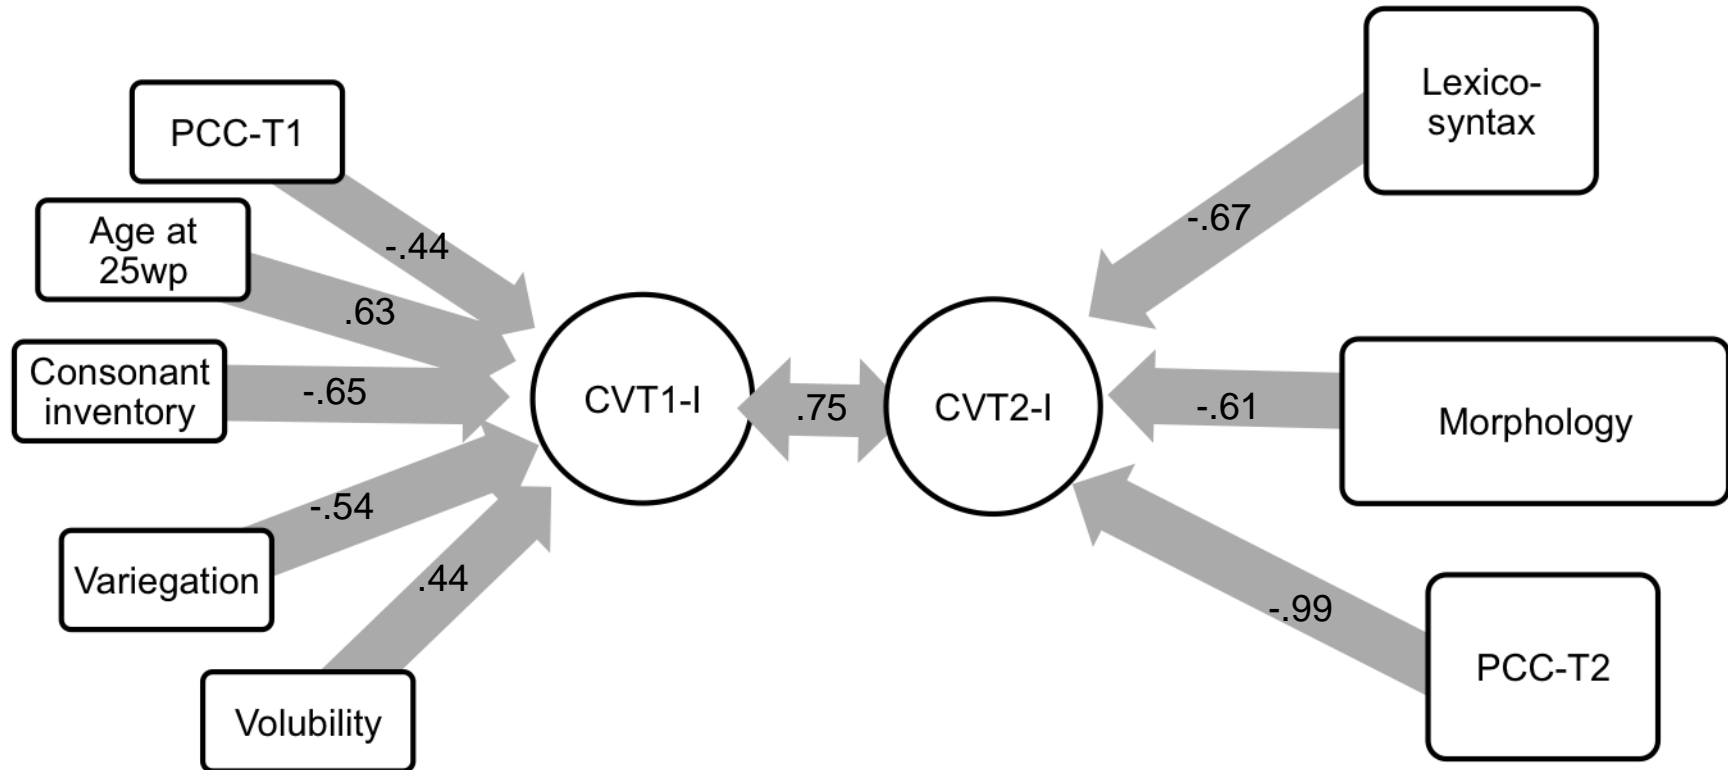 PCC-T1
Age at
25wp
Consonant
inventory
Variegation
Volubility
-.44
.63
-.65
-.54
.44
CVT1-I
.75
CVT2-I
-.67
-.61
-.99
Lexico-
syntax
Morphology
PCC-T2